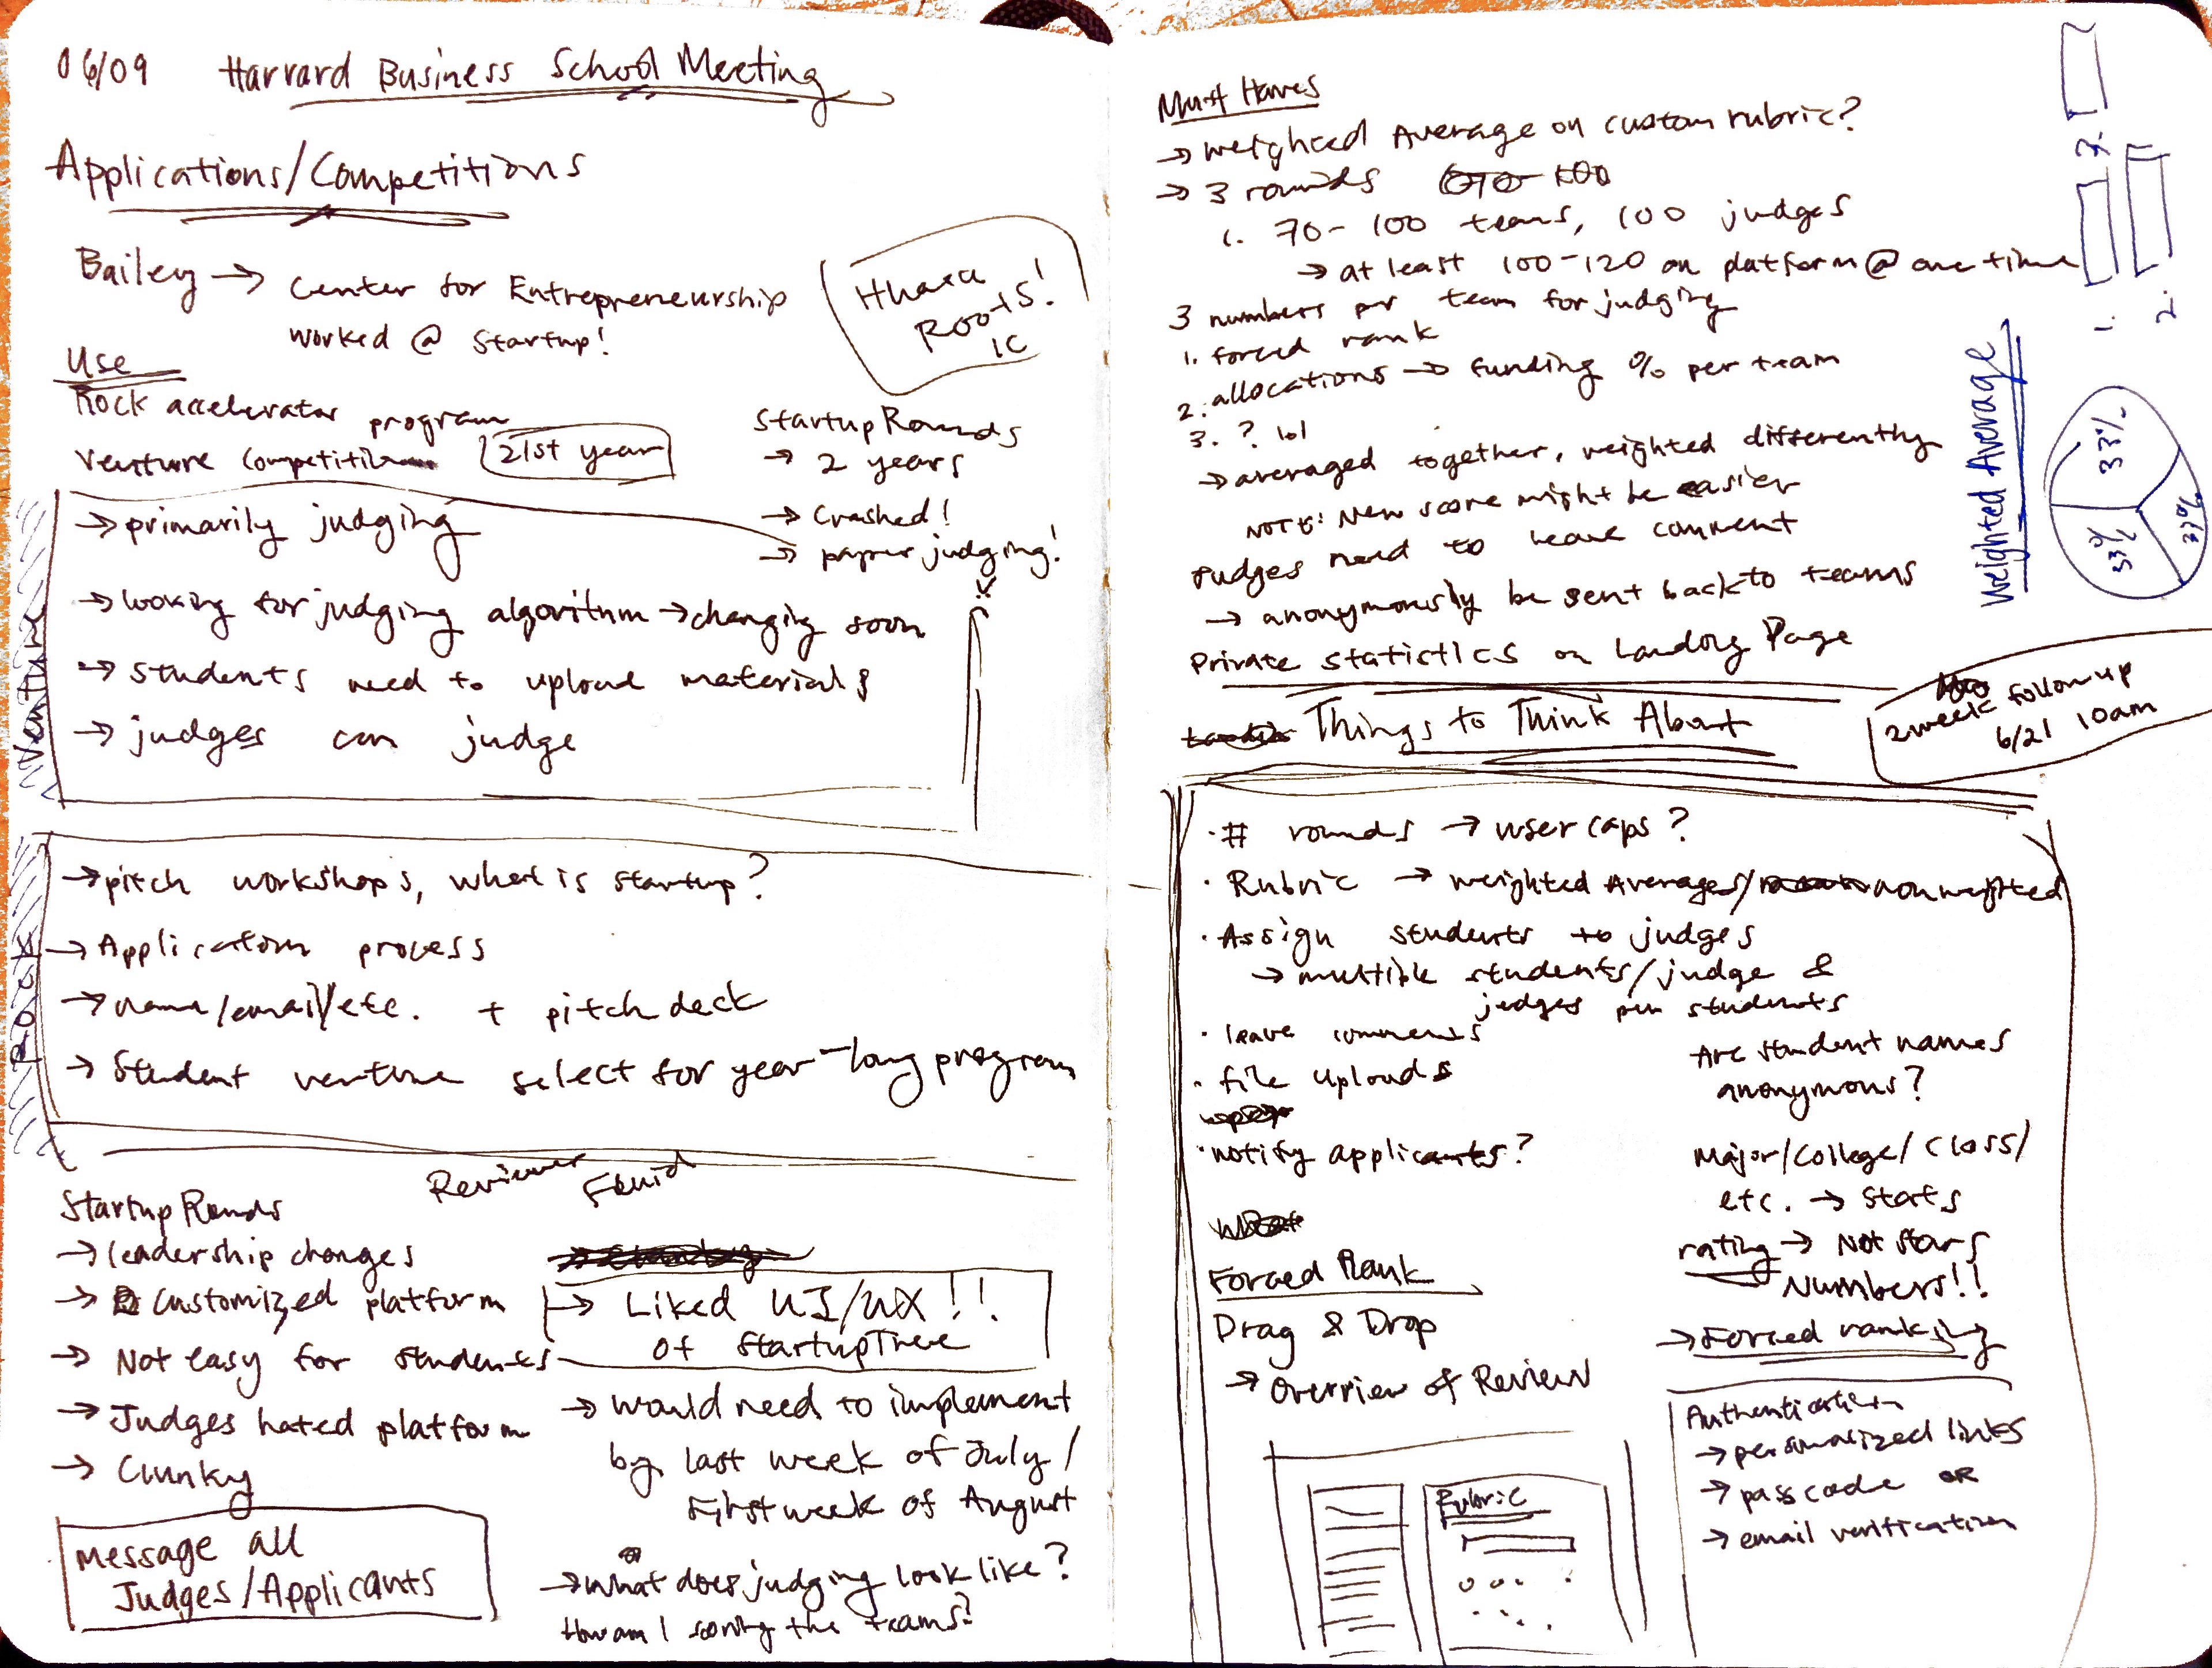 06/09 Harvard Business School Meeting
Applications/Competitions
Bailey → Center for Entrepreneurship
worked @ startup!
Ithaca
Roots!
Use
Rock accelerator program
Venture Competition
21st year
StartupRounds
→ 2 years
→ Crashed!
→ paper judging!
Venture
→ primarily judging
→ looking for judging algorithm → changing soon
→ students need to upload materials
→ judges can judge
Rock
→ pitch workshops, what is startup?
→ Application process
→ name/email/etc. + pitch deck
→ Student venture select for year-long program
Reviewer
Fluid
StartupRounds
→ leadership changes
→ Customized platform
→ Not easy for students
→ Judges hated platform
→ Clunky
→ Liked UI/UX!!
of StartupTree
→ would need to implement
by last week of July/
First week of August
→ what does judging look like?
How am I scoring the teams?
Message all
Judges/Applicants
Must Haves
→ weighted Average on custom rubric?
→ 3 rounds
1. 70-100 teams, 100 judges
→ at least 100-120 on platform @ one time
3 numbers per team for judging
1. forced rank
2. allocations → funding % per team
3. ? lol
→ averaged together, weighted differently
NOTE: New score might be easier
Judges need to leave comment
→ anonymously be sent back to teams
Private statistics on Landing Page
1.
2.
3.
Weighted Average
33%
33%
33%
2 week followup
6/21 10am
Things to Think About
· # rounds → user caps?
· Rubric → weighted Averages/nonweighted
· Assign students to judges
→ multiple students/judge &
judges per students
· leave comments
· file uploads
· notify applicants?
Are student names
anonymous?
Major/College/Class/
etc. → stats
rating → Not stars
Numbers!!
→ Forced ranking
Forced Rank
Drag & Drop
→ Overview of Review
Rubric
Authentication
→ personalized links
→ passcode OR
→ email verification